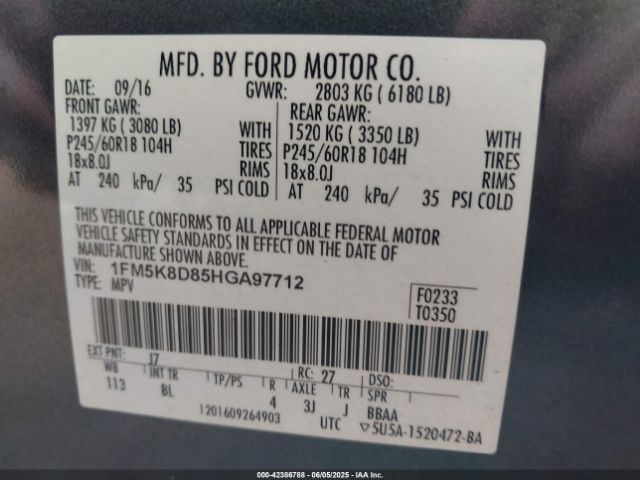 MFD. BY FORD MOTOR CO.
DATE: 09/16 GVWR: 2803 KG ( 6180 LB)
FRONT GAWR: REAR GAWR:
1397 KG ( 3080 LB) WITH 1520 KG ( 3350 LB) WITH
P245/60R18 104H TIRES P245/60R18 104H TIRES
18x8.0J RIMS 18x8.0J RIMS
AT 240 kPa/ 35 PSI COLD AT 240 kPa/ 35 PSI COLD
THIS VEHICLE CONFORMS TO ALL APPLICABLE FEDERAL MOTOR
VEHICLE SAFETY STANDARDS IN EFFECT ON THE DATE OF
MANUFACTURE SHOWN ABOVE.
VIN: 1FM5K8D85HGA97712
TYPE: MPV
F0233
T0350
EXT PNT: J7 RC: 27 DSO:
WB INT TR TP/PS R AXLE TR SPR
113 BL 4 3J J BBAA
1201609264903 UTC ▽5U5A-1520472-BA
000-42386788 - 06/05/2025 - IAAI.com